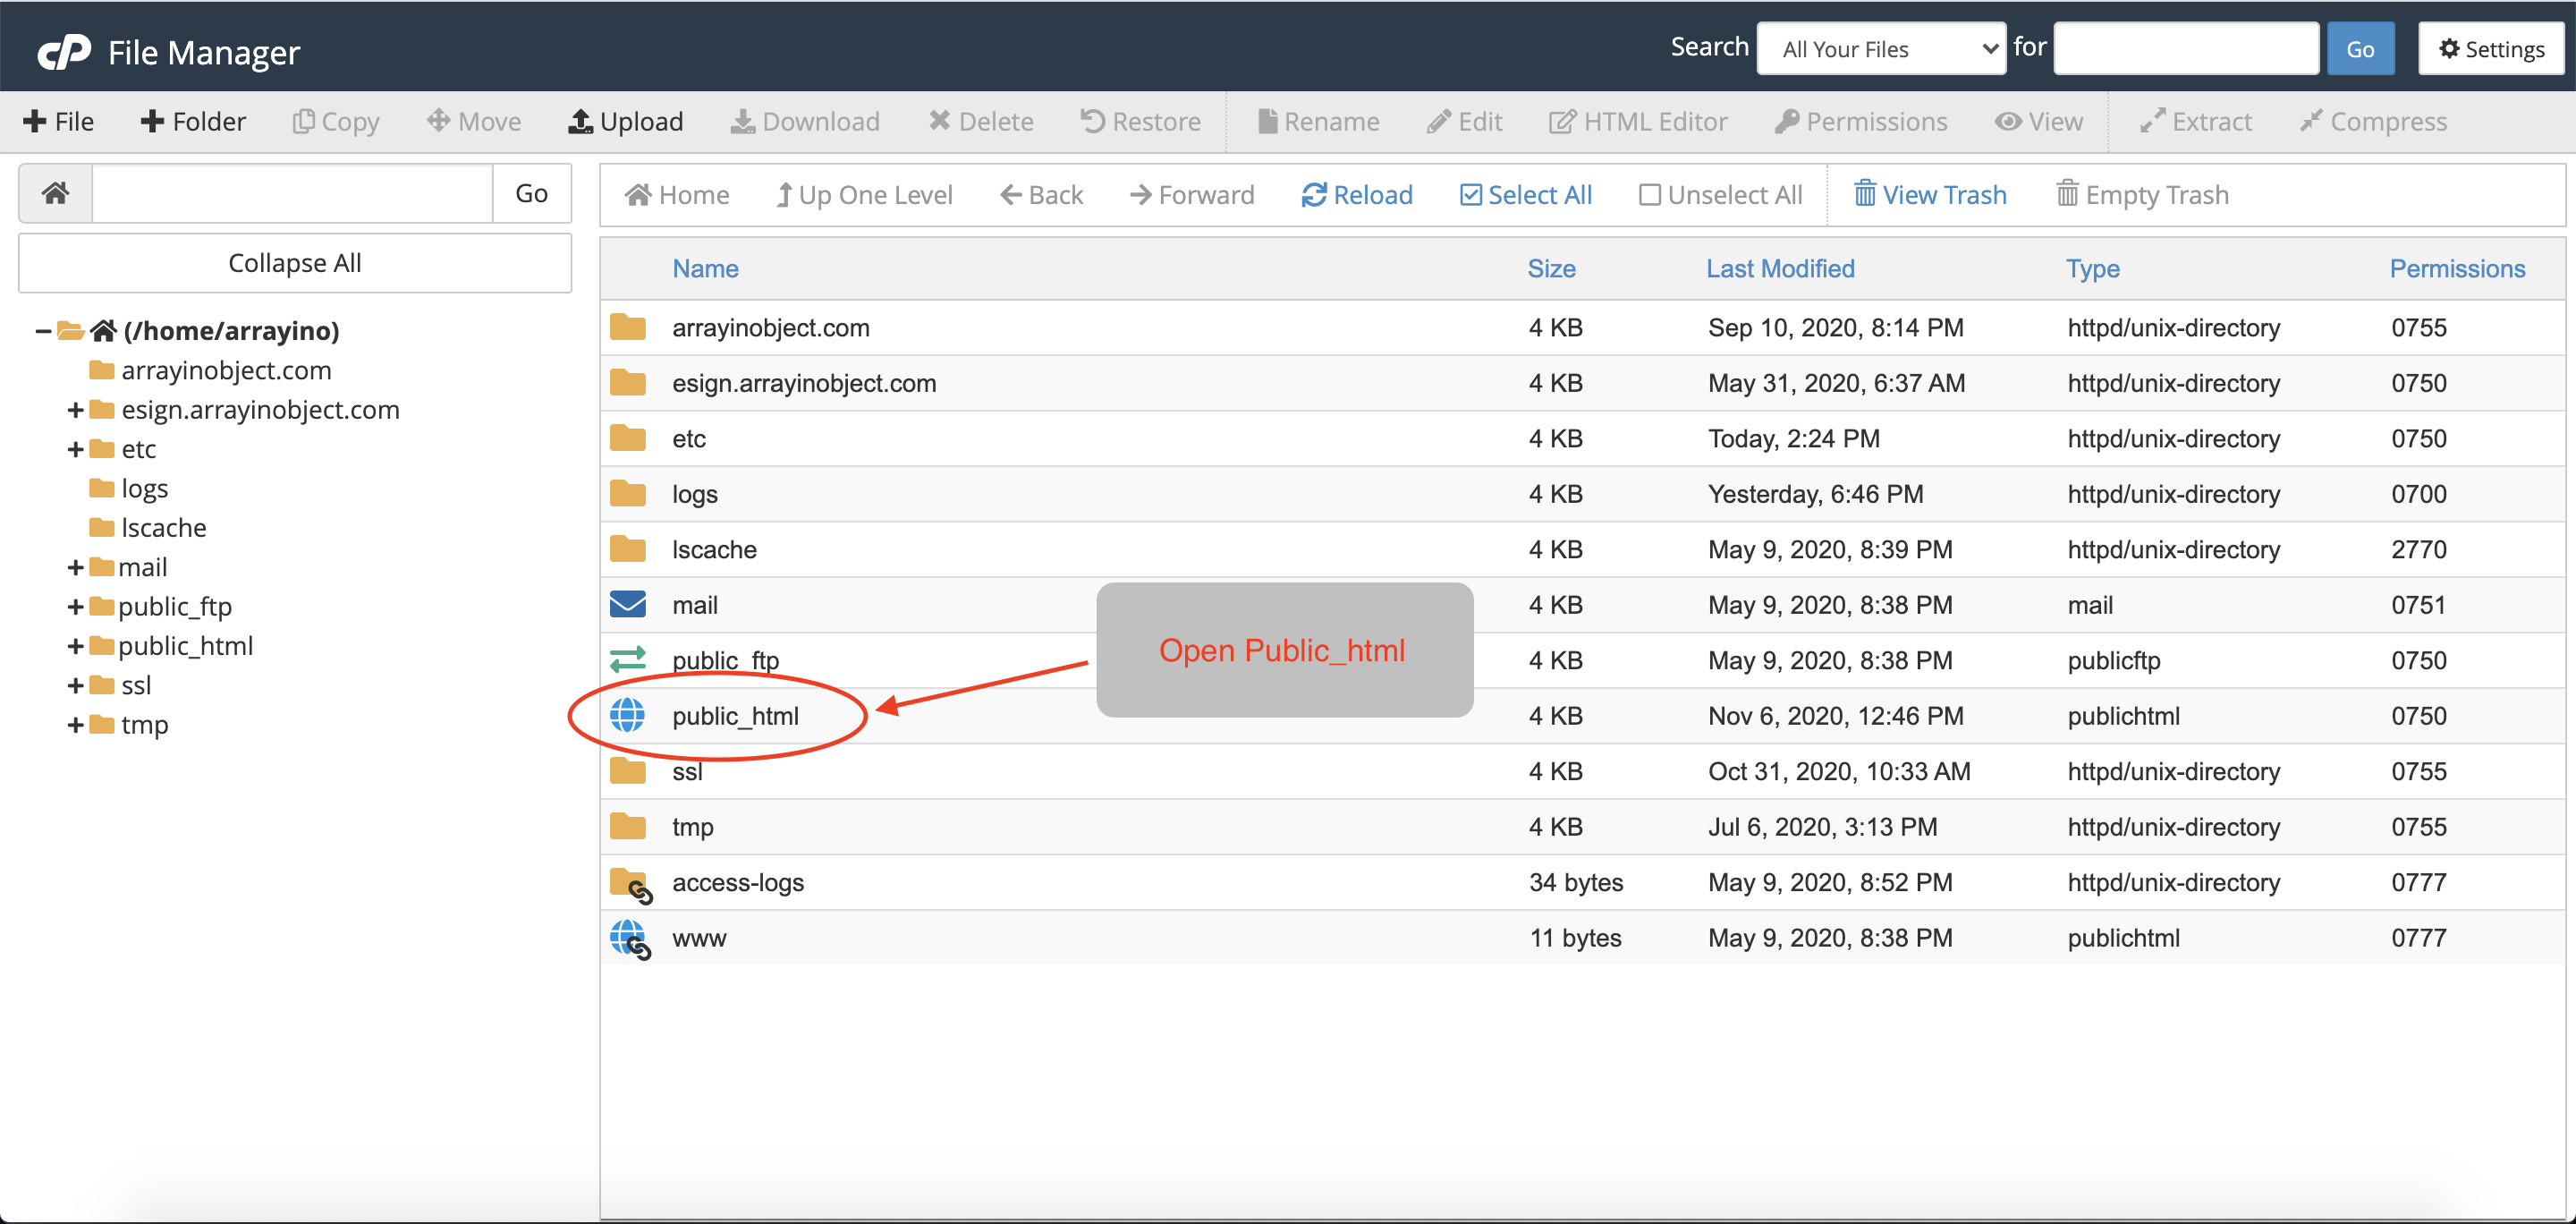 cP File Manager
Search All Your Files for Go Settings
File Folder Copy Move Upload Download Delete Restore Rename Edit HTML Editor Permissions View Extract Compress
Go
Collapse All
(/home/arrayino)
arrayinobject.com
esign.arrayinobject.com
etc
logs
lscache
mail
public_ftp
public_html
ssl
tmp
Home Up One Level Back Forward Reload Select All Unselect All View Trash Empty Trash
Name Size Last Modified Type Permissions
arrayinobject.com 4 KB Sep 10, 2020, 8:14 PM httpd/unix-directory 0755
esign.arrayinobject.com 4 KB May 31, 2020, 6:37 AM httpd/unix-directory 0750
etc 4 KB Today, 2:24 PM httpd/unix-directory 0750
logs 4 KB Yesterday, 6:46 PM httpd/unix-directory 0700
lscache 4 KB May 9, 2020, 8:39 PM httpd/unix-directory 2770
mail 4 KB May 9, 2020, 8:38 PM mail 0751
Open Public_html
public_ftp 4 KB May 9, 2020, 8:38 PM publicftp 0750
public_html 4 KB Nov 6, 2020, 12:46 PM publichtml 0750
ssl 4 KB Oct 31, 2020, 10:33 AM httpd/unix-directory 0755
tmp 4 KB Jul 6, 2020, 3:13 PM httpd/unix-directory 0755
access-logs 34 bytes May 9, 2020, 8:52 PM httpd/unix-directory 0777
www 11 bytes May 9, 2020, 8:38 PM publichtml 0777